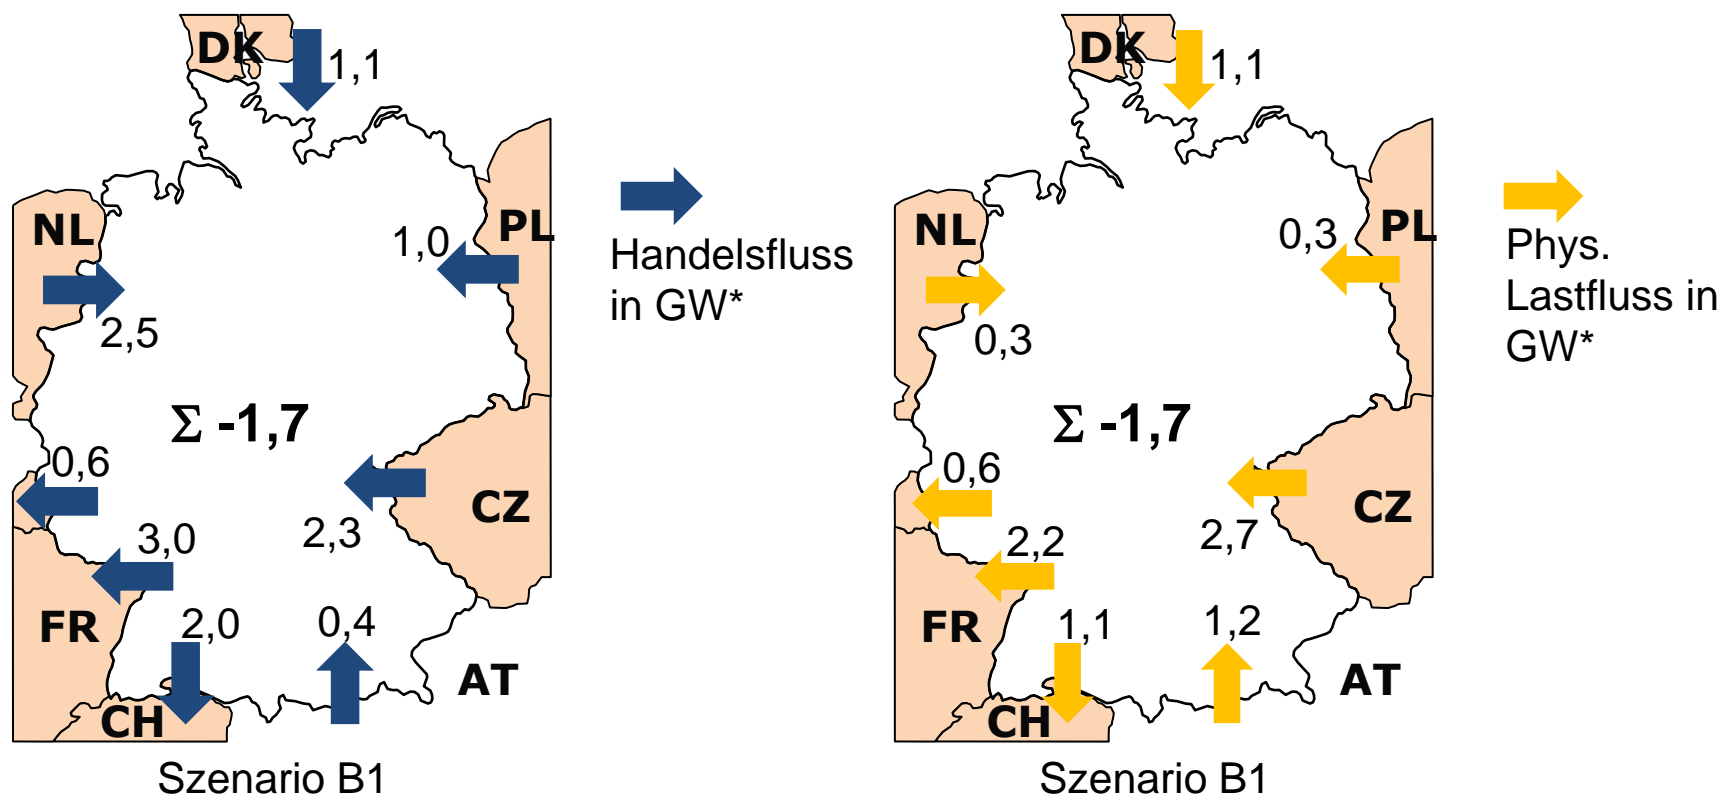 DK
1,1
NL
PL
1,0
2,5
Handelsfluss
in GW*
Σ -1,7
0,6
CZ
3,0
2,3
FR
2,0
0,4
AT
CH
Szenario B1
DK
1,1
NL
PL
0,3
0,3
Phys.
Lastfluss in
GW*
Σ -1,7
0,6
CZ
2,2
2,7
FR
1,1
1,2
AT
CH
Szenario B1